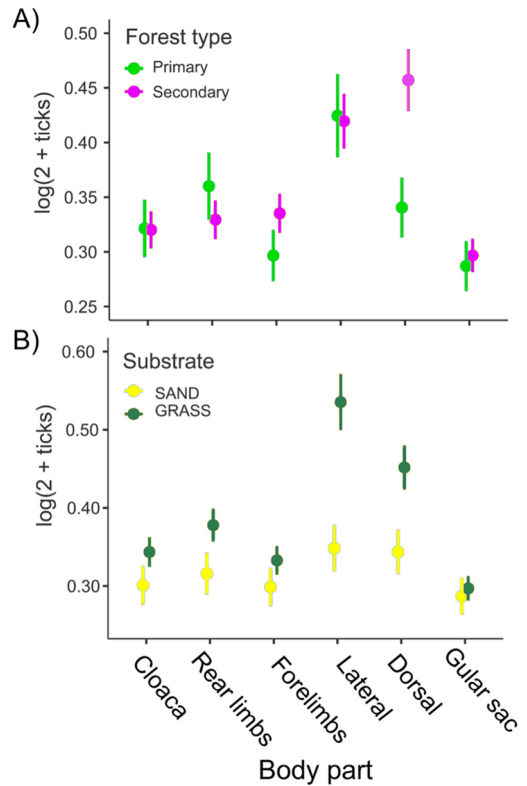 A)
Forest type
Primary
Secondary
log(2 + ticks)
0.50
0.45
0.40
0.35
0.30
0.25
B)
Substrate
SAND
GRASS
log(2 + ticks)
0.60
0.50
0.40
0.30
Cloaca
Rear limbs
Forelimbs
Lateral
Dorsal
Gular sac
Body part